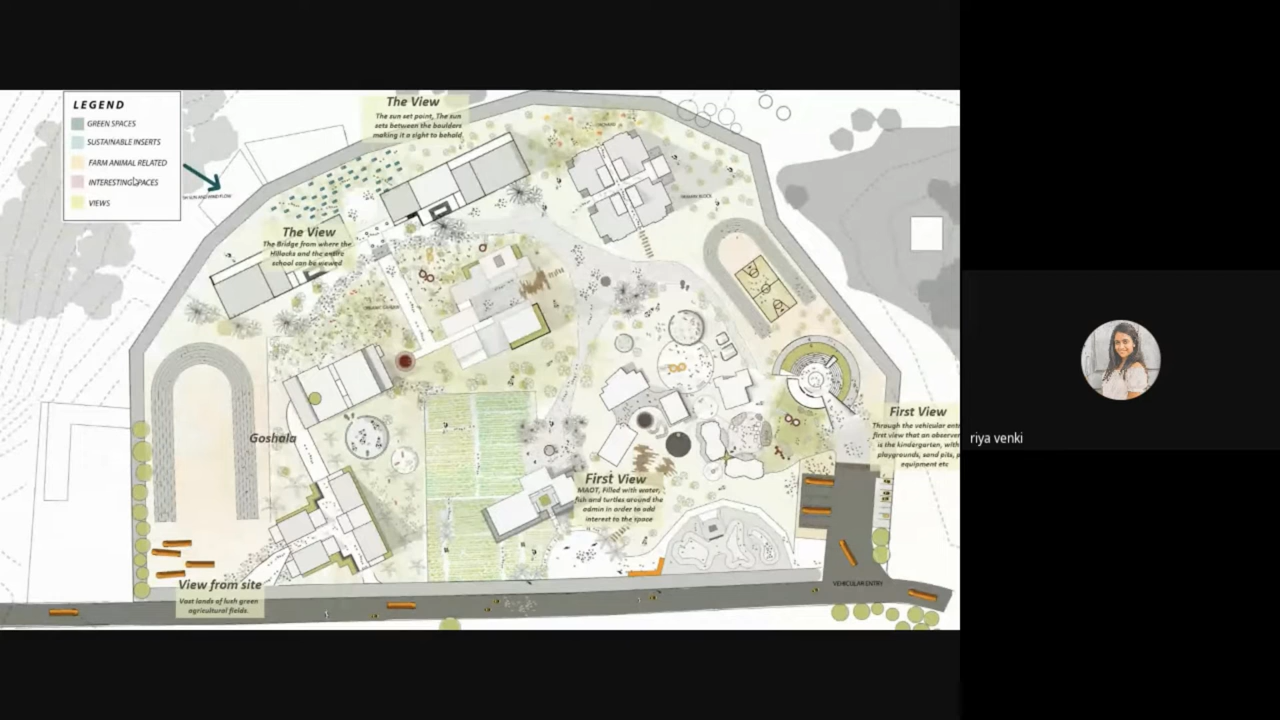 LEGEND
GREEN SPACES
SUSTAINABLE INSERTS
FARM ANIMAL RELATED
INTERESTING SPACES
VIEWS
The View
The sun set point, The sun
sets between the boulders
making it a sight to behold
The View
The Bridge from where the
Hillocks and the entire
school can be viewed
Goshala
First View
Through the vehicular ent
first view that an observer
is the kindergarten, with
playgrounds, sand pits, p
equipment etc
riya venki
First View
MAOT, Filled with water,
fish and turtles around the
admin in order to add
interest to the space
View from site
Vast lands of lush green
agricultural fields.
VEHICULAR ENTRY